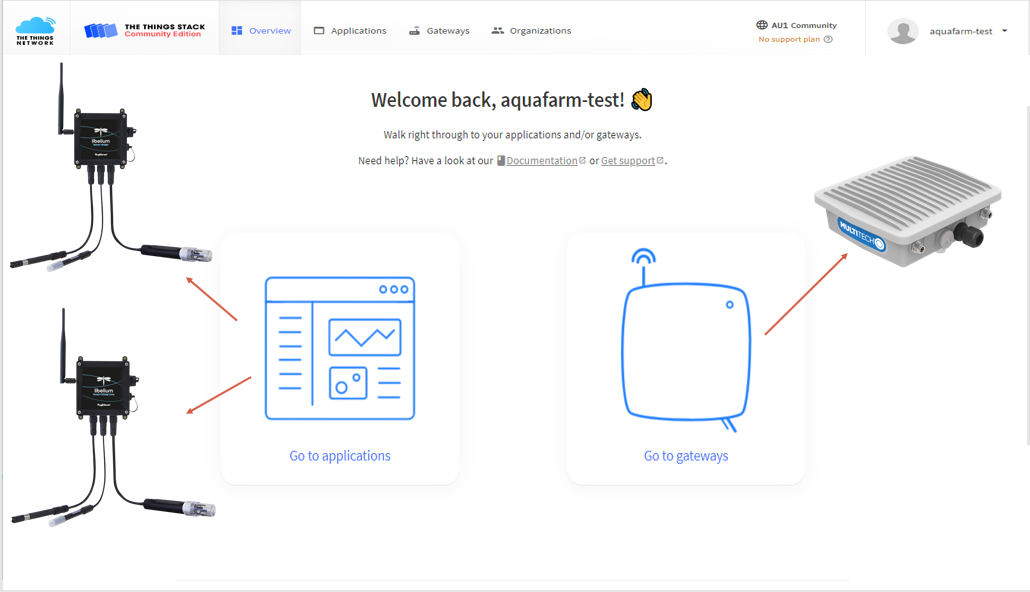 THE THINGS
NETWORK
THE THINGS STACK
Community Edition
Overview
Applications
Gateways
Organizations
AU1 Community
No support plan
aquafarm-test
Welcome back, aquafarm-test! 👋
Walk right through to your applications and/or gateways.
Need help? Have a look at our Documentation or Get support.
libelium
MULTITECH
libelium
Go to applications
Go to gateways